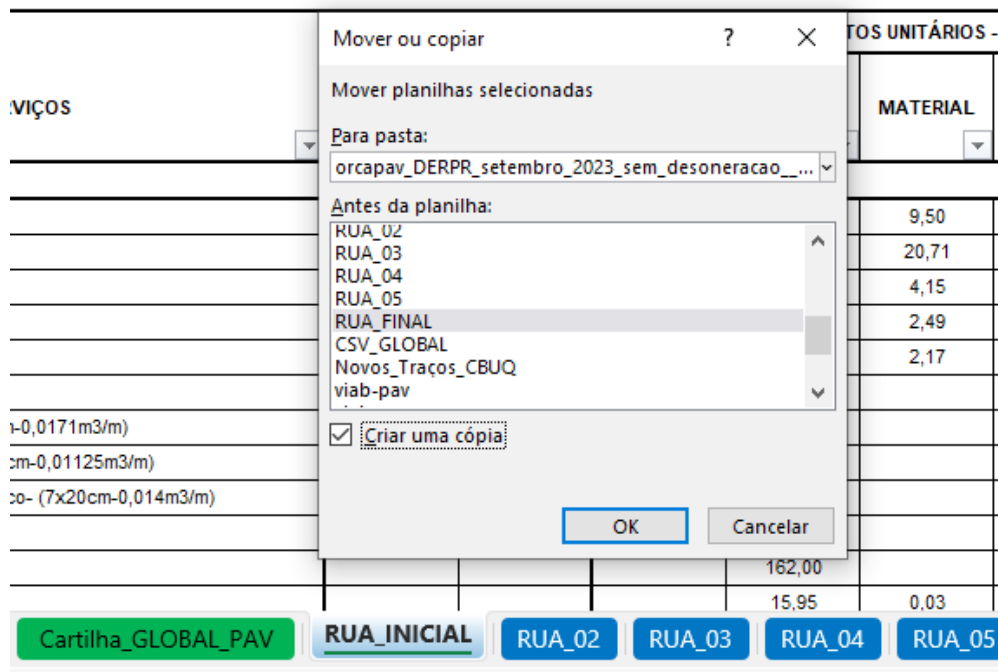 TOS UNITÁRIOS -
Mover ou copiar
?
VIÇOS
MATERIAL
Mover planilhas selecionadas
Para pasta:
orcapav_DERPR_setembro_2023_sem_desoneracao__...
Antes da planilha:
RUA_02
RUA_03
RUA_04
RUA_05
RUA_FINAL
CSV_GLOBAL
Novos_Traços_CBUQ
viab-pav
Criar uma cópia
OK
Cancelar
9,50
20,71
4,15
2,49
2,17
-0,0171m3/m)
cm-0,01125m3/m)
co- (7x20cm-0,014m3/m)
162,00
15,95
0,03
Cartilha_GLOBAL_PAV
RUA_INICIAL
RUA_02
RUA_03
RUA_04
RUA_05